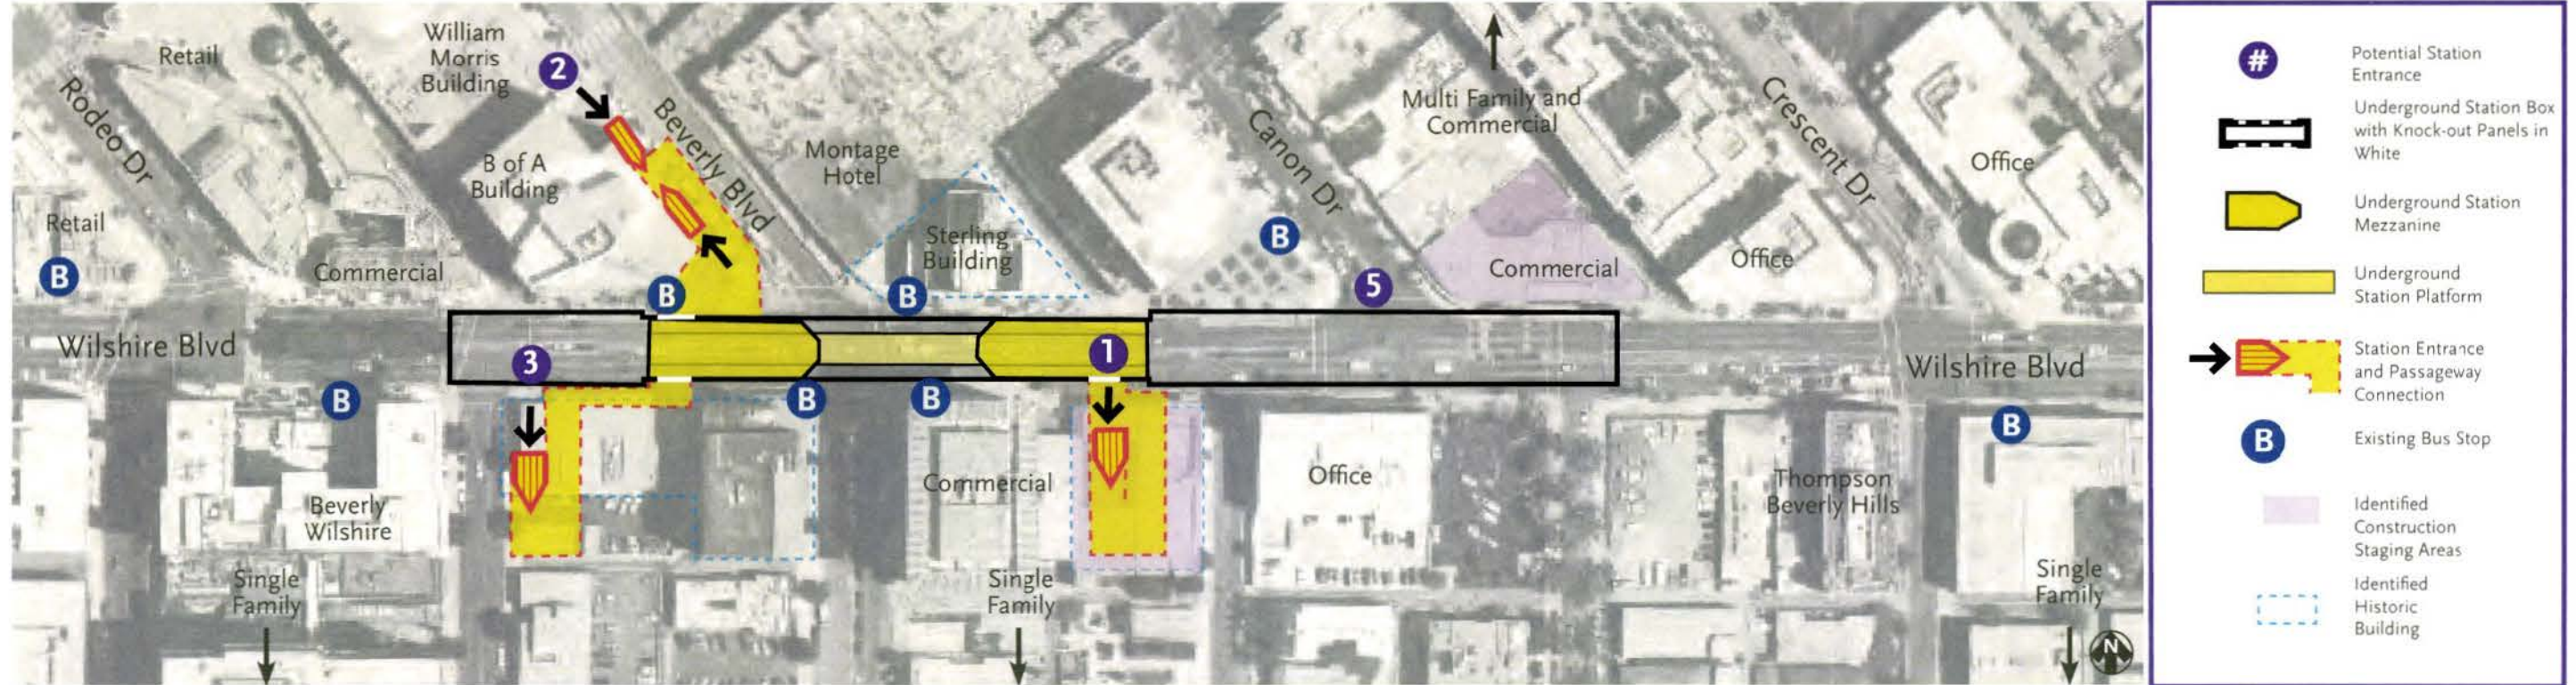 Retail
Rodeo Dr
William
Morris
Building
2
Beverly Blvd
B of A
Building
Montage
Hotel
Sterling
Building
Canon Dr
Multi Family and
Commercial
Crescent Dr
Office
Retail
B
Commercial
B
B
B
5
Commercial
Office
Wilshire Blvd
3
1
Wilshire Blvd
B
B
B
B
Beverly
Wilshire
Commercial
Office
Thompson
Beverly Hills
Single
Family
Single
Family
Single
Family
N
#
Potential Station
Entrance
Underground Station Box
with Knock-out Panels in
White
Underground Station
Mezzanine
Underground
Station Platform
Station Entrance
and Passageway
Connection
B
Existing Bus Stop
Identified
Construction
Staging Areas
Identified
Historic
Building